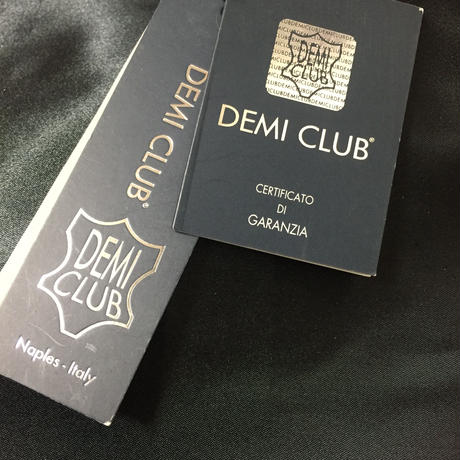 DEMI CLUB®
DEMI
CLUB
Naples - Italy
DEMI
CLUB
DEMI CLUB®
CERTIFICATO
DI
GARANZIA